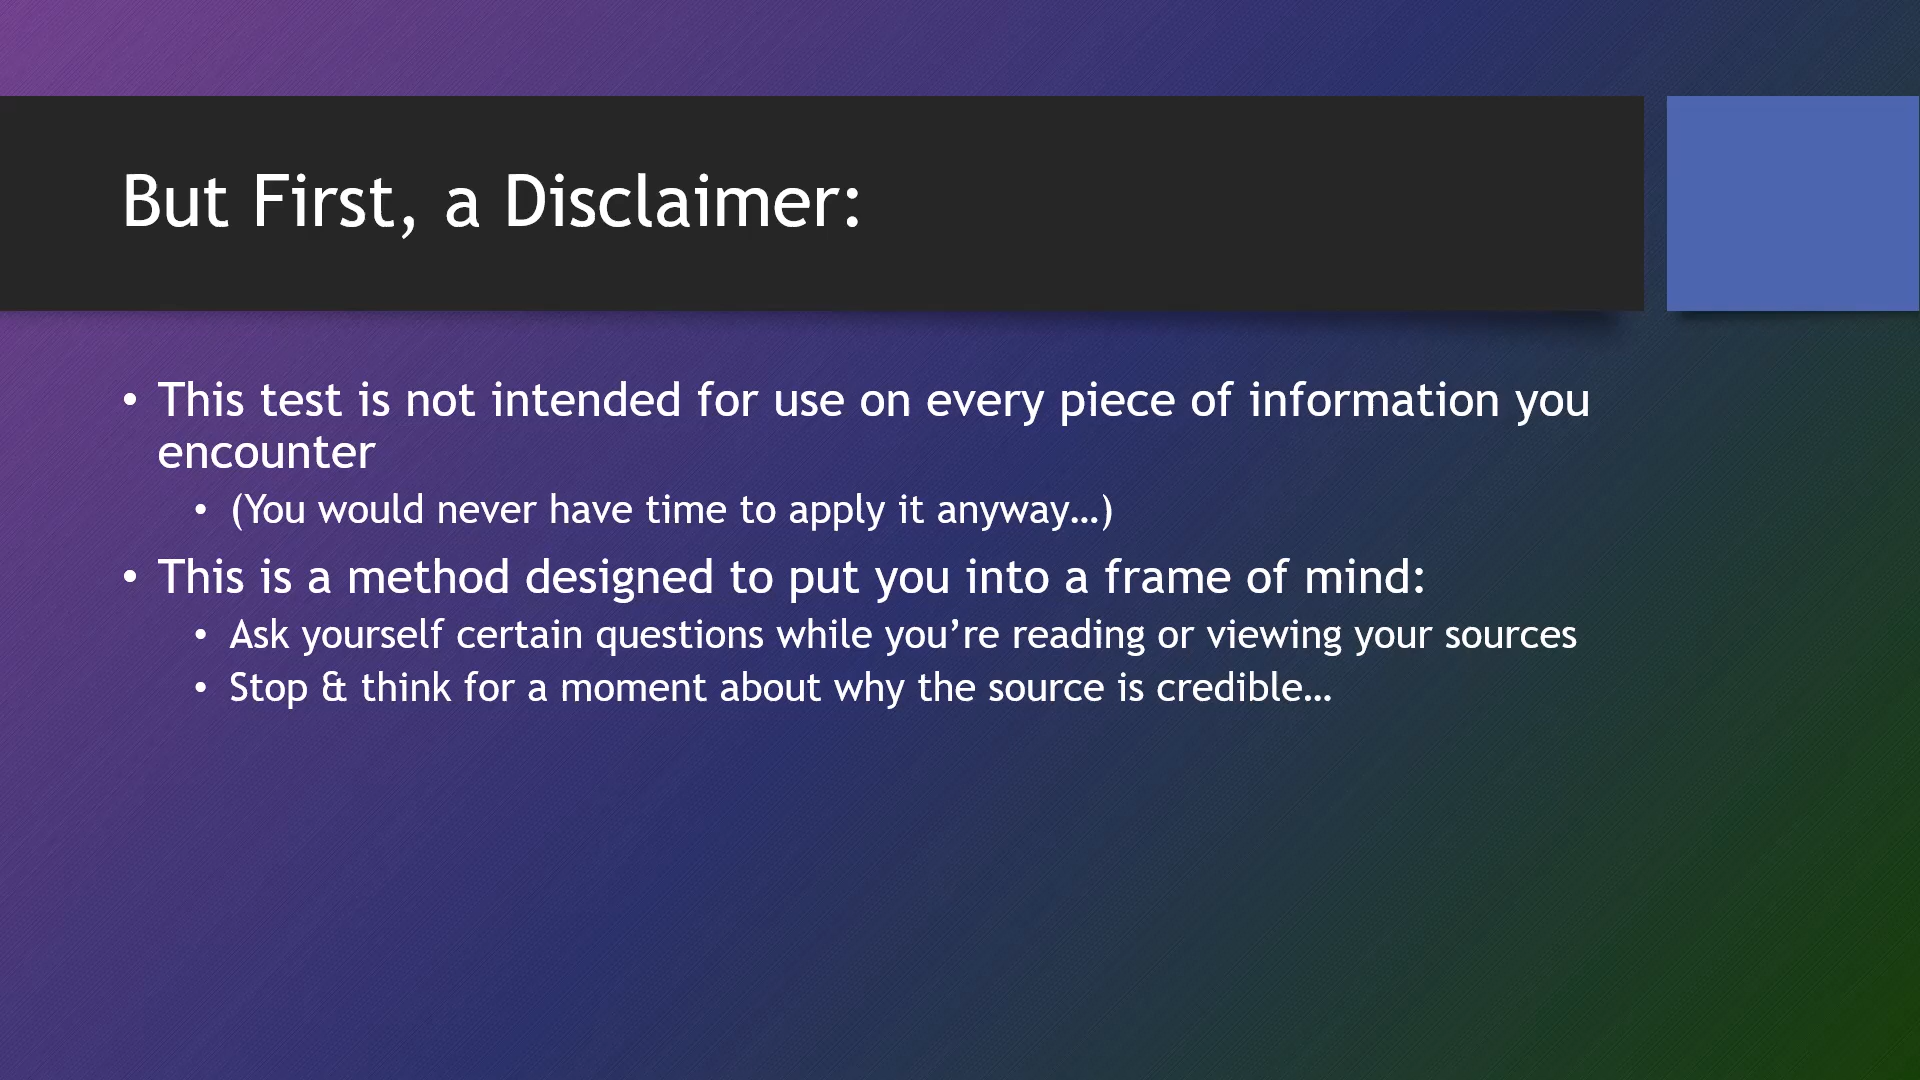 But First, a Disclaimer:
• This test is not intended for use on every piece of information you
encounter
• (You would never have time to apply it anyway…)
• This is a method designed to put you into a frame of mind:
• Ask yourself certain questions while you’re reading or viewing your sources
• Stop & think for a moment about why the source is credible…